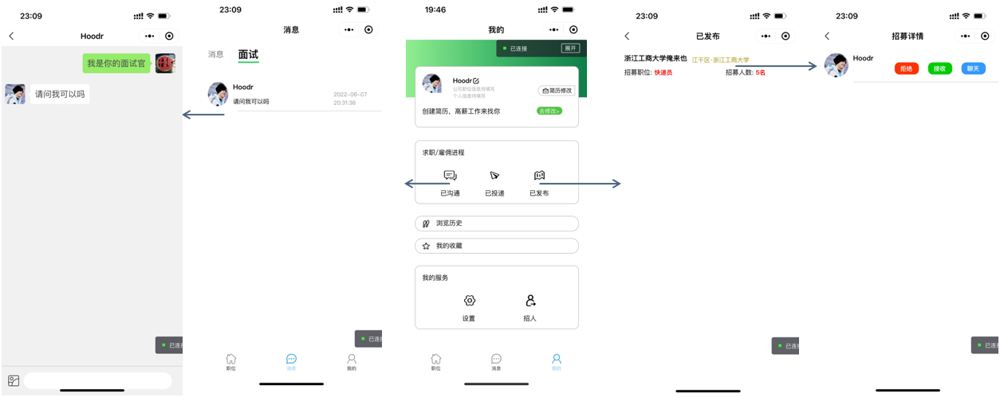 23:09
Hoodr
我是你的面试官
请问我可以吗
已连接
23:09
消息
消息 面试
Hoodr
请问我可以吗
2022-06-07
20:31:38
已连接
职位 消息 我的
19:46
我的
已连接 展开
Hoodr
公司职位信息待填写
个人信息待填写
简历修改
创建简历，高薪工作来找你 去修改>
求职/雇佣进程
已沟通 已投递 已发布
浏览历史
我的收藏
我的服务
设置 招人
职位 消息 我的
23:09
已发布
浙江工商大学俺来也 江干区-浙江工商大学
招募职位: 快递员 招募人数: 5名
已连接
23:09
招募详情
Hoodr
拒绝 接收 聊天
已连接